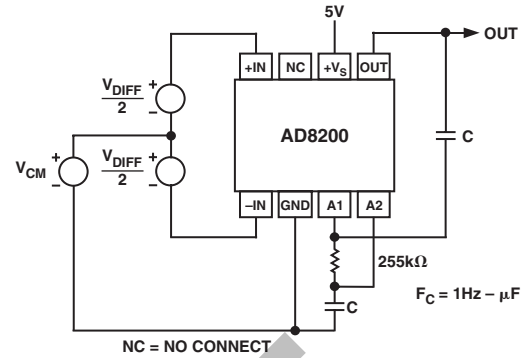 5V
OUT
+IN
NC
+VS
OUT
VDIFF
2
+
–
AD8200
C
VCM
+
–
VDIFF
2
+
–
–IN
GND
A1
A2
255kΩ
FC = 1Hz – μF
C
NC = NO CONNECT